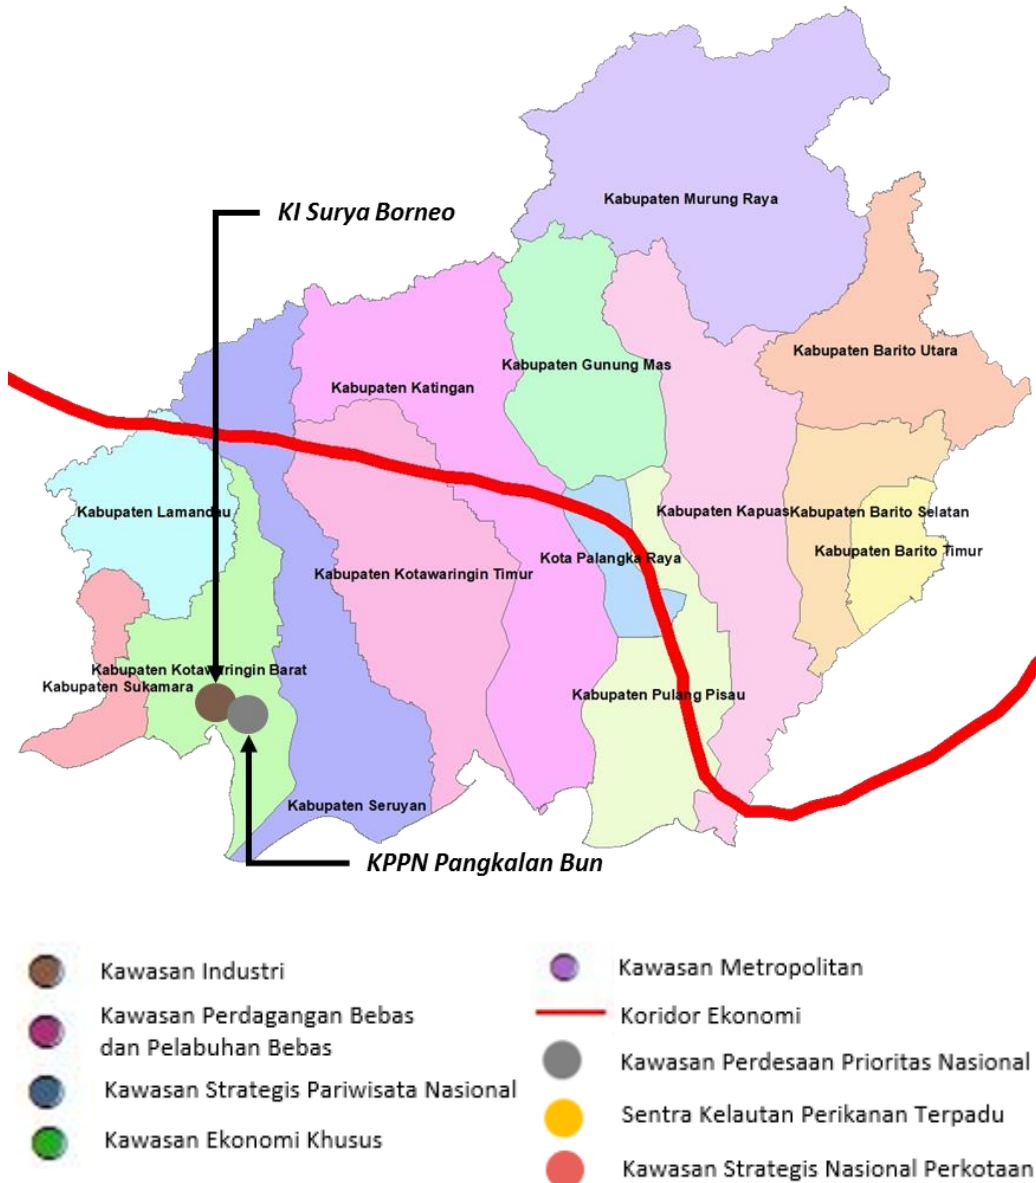 Kabupaten Murung Raya
KI Surya Borneo
Kabupaten Barito Utara
Kabupaten Gunung Mas
Kabupaten Katingan
Kabupaten Lamandau
Kabupaten Kapuas
Kabupaten Barito Selatan
Kota Palangka Raya
Kabupaten Barito Timur
Kabupaten Kotawaringin Timur
Kabupaten Kotawaringin Barat
Kabupaten Sukamara
Kabupaten Pulang Pisau
Kabupaten Seruyan
KPPN Pangkalan Bun
Kawasan Industri
Kawasan Perdagangan Bebas
dan Pelabuhan Bebas
Kawasan Strategis Pariwisata Nasional
Kawasan Ekonomi Khusus
Kawasan Metropolitan
Koridor Ekonomi
Kawasan Perdesaan Prioritas Nasional
Sentra Kelautan Perikanan Terpadu
Kawasan Strategis Nasional Perkotaan